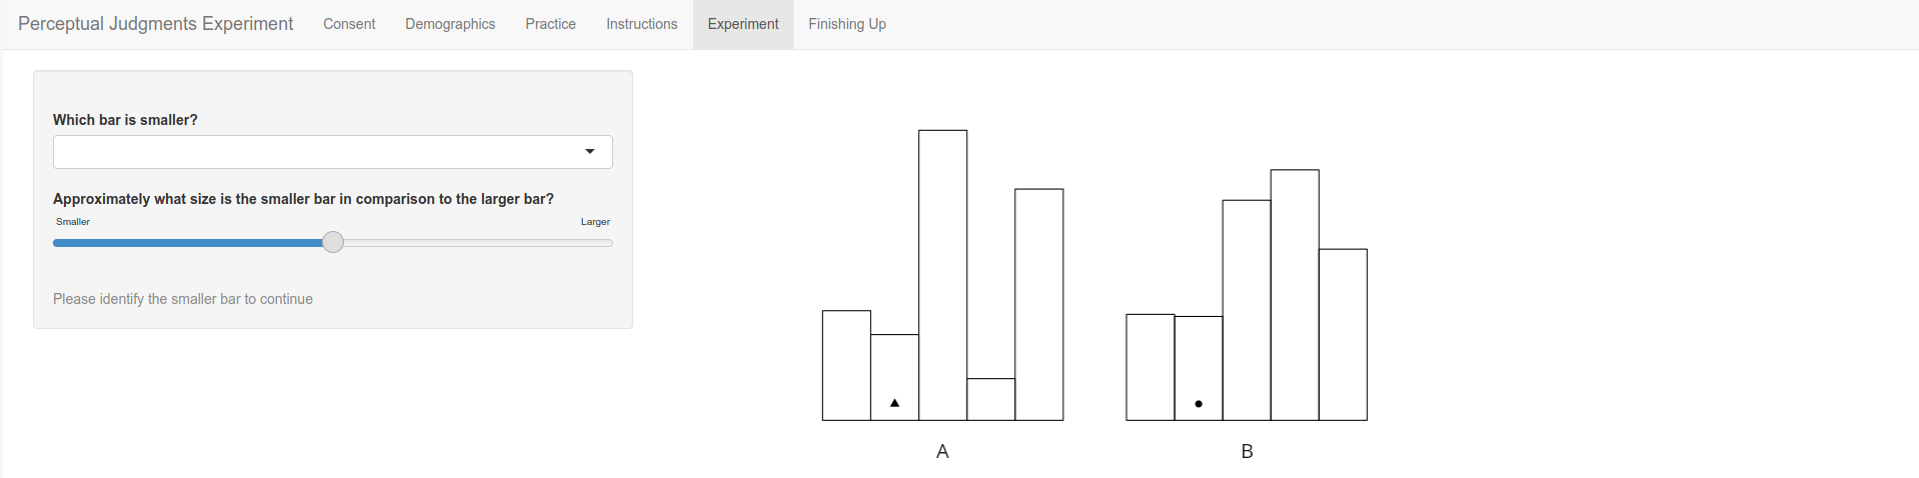 Perceptual Judgments Experiment Consent Demographics Practice Instructions Experiment Finishing Up
Which bar is smaller?
Approximately what size is the smaller bar in comparison to the larger bar?
Smaller Larger
Please identify the smaller bar to continue
A B